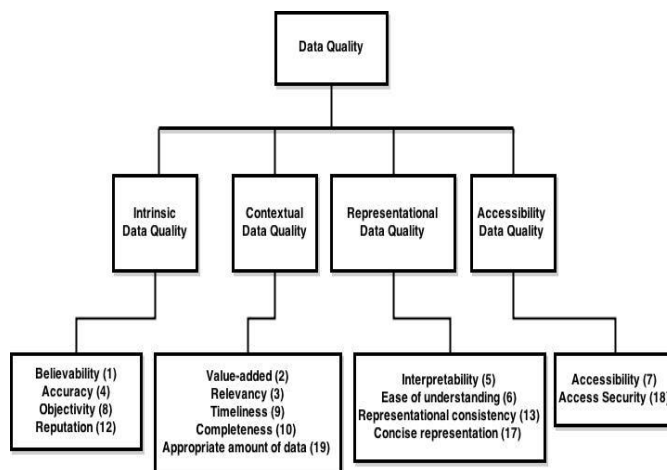 Data Quality
Intrinsic
Data Quality
Contextual
Data Quality
Representational
Data Quality
Accessibility
Data Quality
Believability (1)
Accuracy (4)
Objectivity (8)
Reputation (12)
Value-added (2)
Relevancy (3)
Timeliness (9)
Completeness (10)
Appropriate amount of data (19)
Interpretability (5)
Ease of understanding (6)
Representational consistency (13)
Concise representation (17)
Accessibility (7)
Access Security (18)